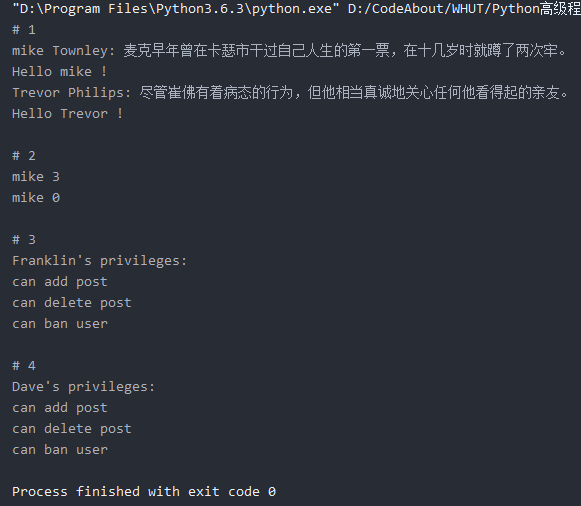 "D:\Program Files\Python3.6.3\python.exe" D:/CodeAbout/WHUT/Python高级程
# 1
mike Townley: 麦克早年曾在卡瑟市干过自己人生的第一票，在十几岁时就蹲了两次牢。
Hello mike !
Trevor Philips: 尽管崔佛有着病态的行为，但他相当真诚地关心任何他看得起的亲友。
Hello Trevor !
# 2
mike 3
mike 0
# 3
Franklin's privileges:
can add post
can delete post
can ban user
# 4
Dave's privileges:
can add post
can delete post
can ban user
Process finished with exit code 0